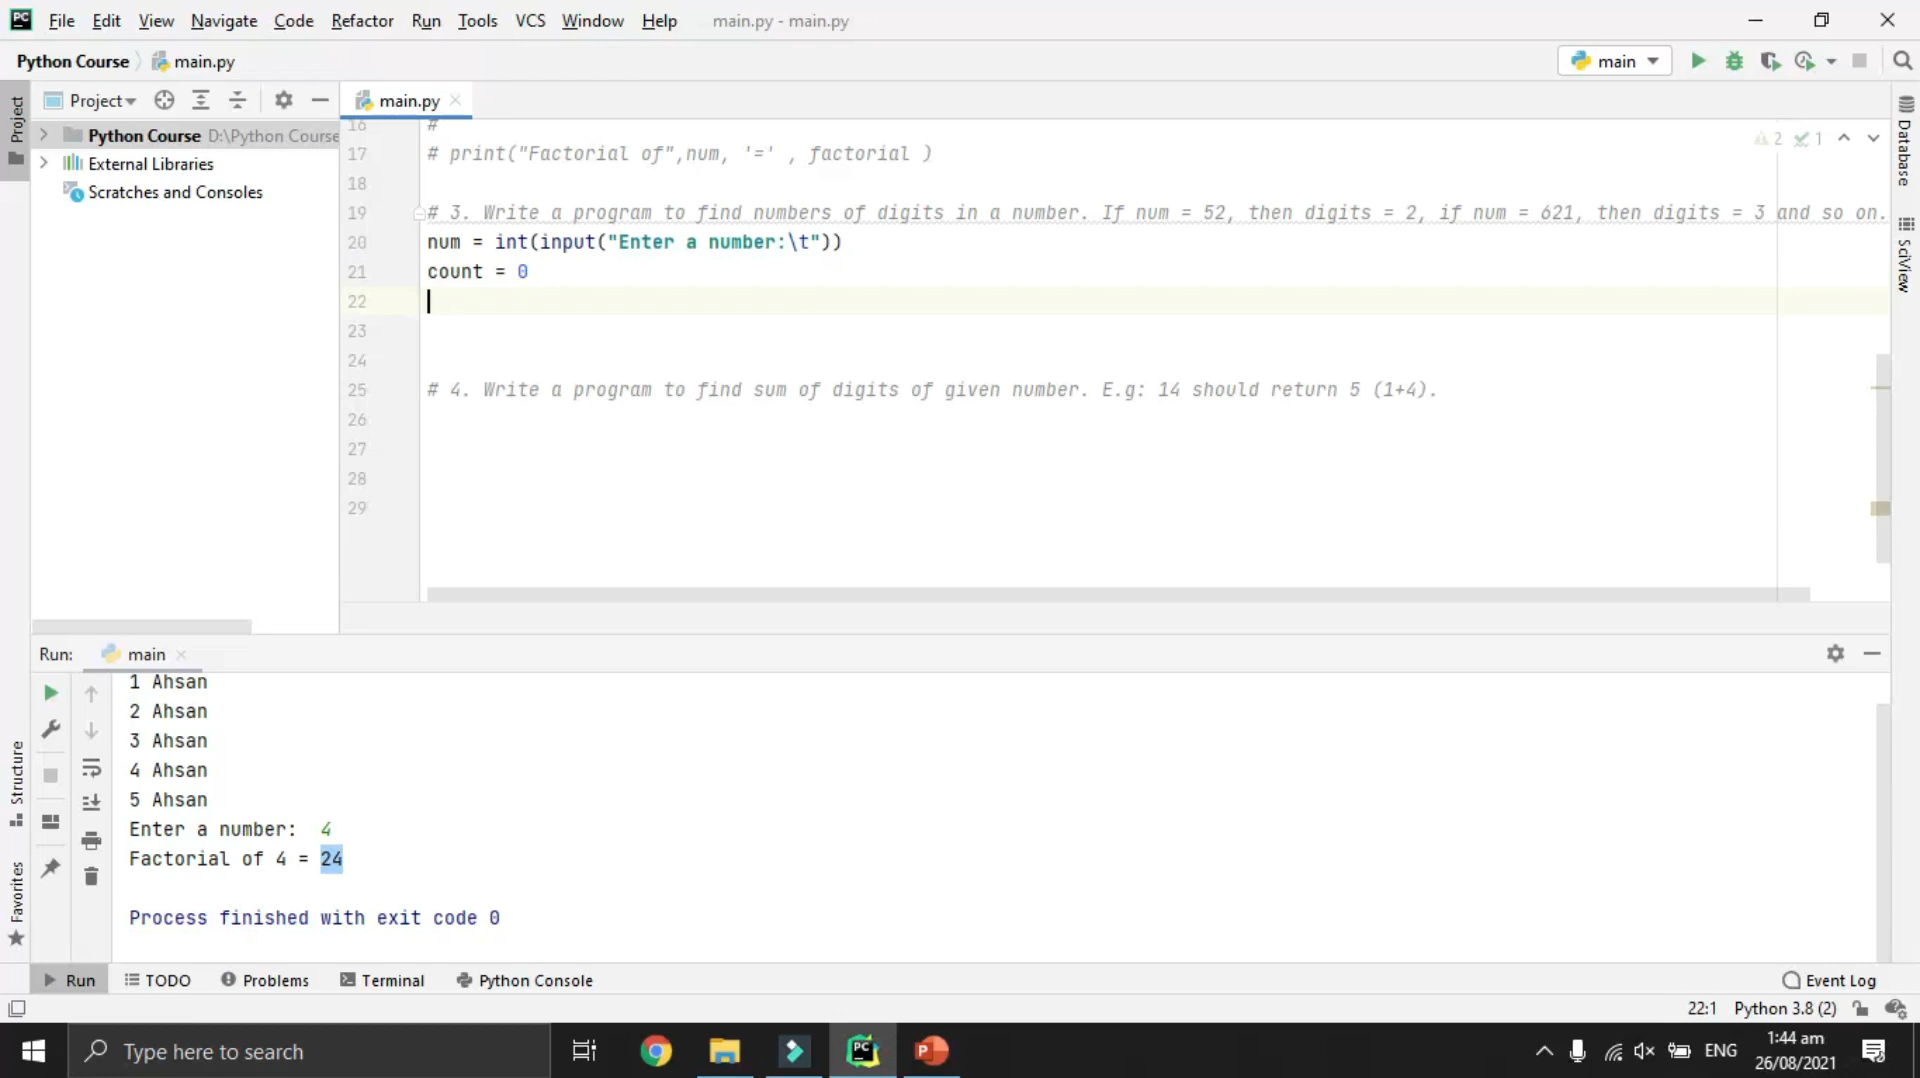 PC File Edit View Navigate Code Refactor Run Tools VCS Window Help main.py - main.py
Python Course main.py
main
Project
main.py
Project
Python Course D:\Python Course
External Libraries
Scratches and Consoles
16 #
17 # print("Factorial of",num, '=' , factorial )
18
19 # 3. Write a program to find numbers of digits in a number. If num = 52, then digits = 2, if num = 621, then digits = 3 and so on.
20 num = int(input("Enter a number:\t"))
21 count = 0
22
23
24
25 # 4. Write a program to find sum of digits of given number. E.g: 14 should return 5 (1+4).
26
27
28
29
2 1
Database
SciView
Run: main
1 Ahsan
2 Ahsan
3 Ahsan
4 Ahsan
5 Ahsan
Enter a number: 4
Factorial of 4 = 24
Process finished with exit code 0
Structure
Favorites
Run TODO Problems Terminal Python Console Event Log
22:1 Python 3.8 (2)
Type here to search
PC
P
ENG
1:44 am
26/08/2021